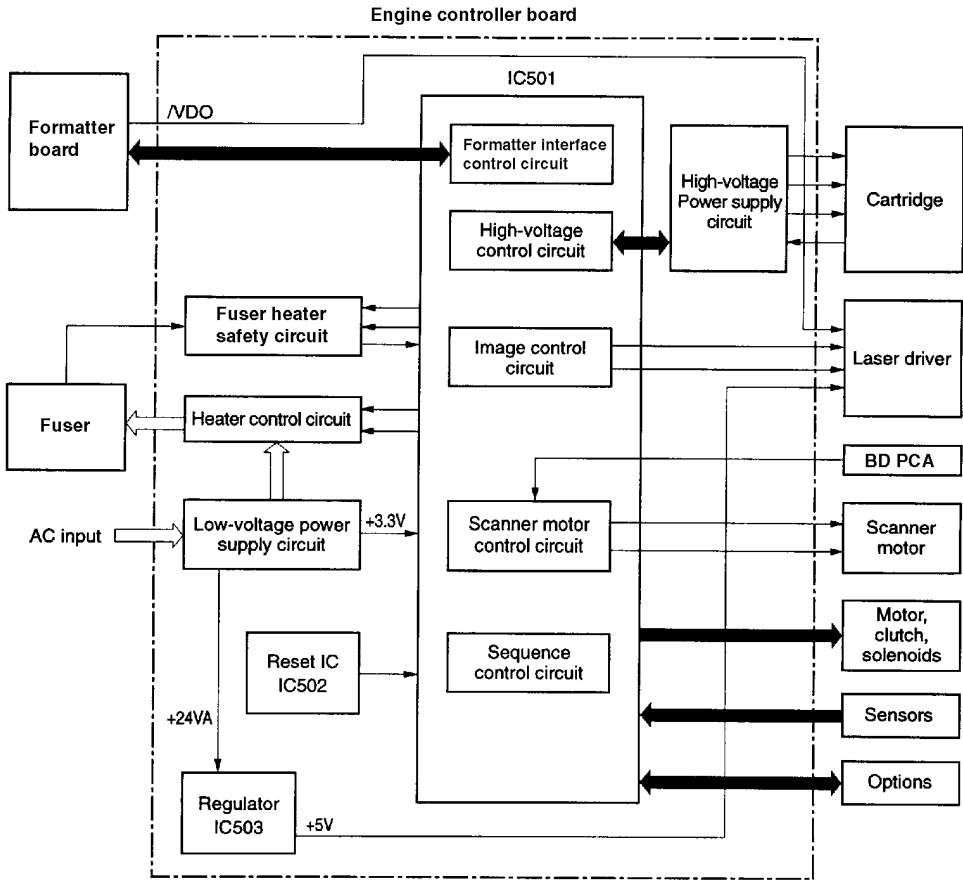 Engine controller board
IC501
/VDO
Formatter
board
Formatter interface
control circuit
High-voltage
Power supply
circuit
Cartridge
High-voltage
control circuit
Fuser heater
safety circuit
Image control
circuit
Laser driver
Fuser
Heater control circuit
BD PCA
AC input
Low-voltage power
supply circuit
+3.3V
Scanner motor
control circuit
Scanner
motor
Motor,
clutch,
solenoids
Reset IC
IC502
Sequence
control circuit
+24VA
Sensors
Options
Regulator
IC503
+5V